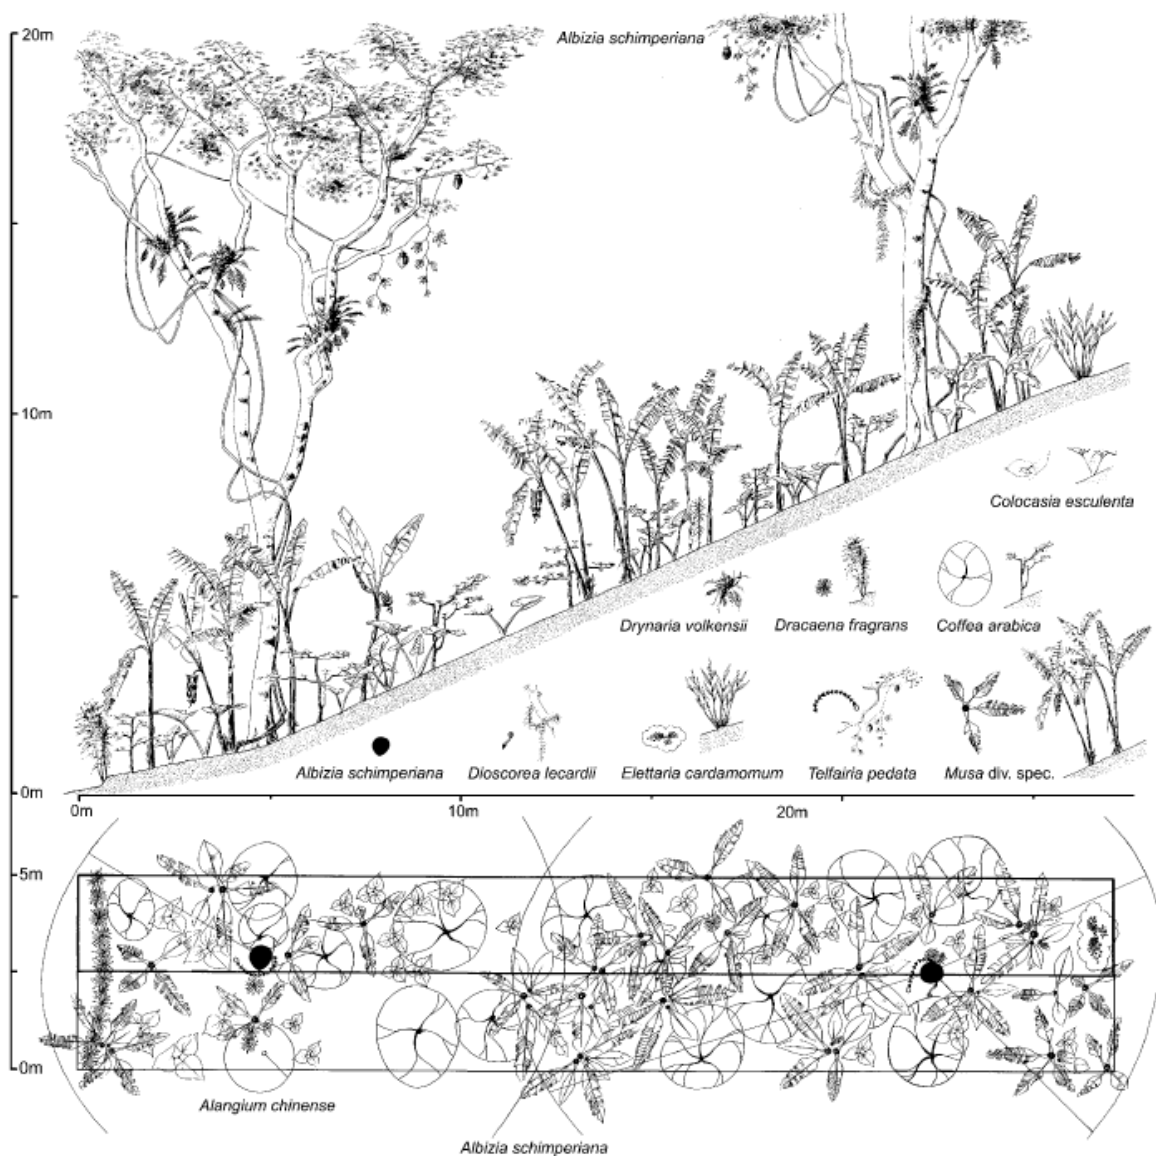 20m
Albizia schimperiana
10m
Colocasia esculenta
Drynaria volkensii
Dracaena fragrans
Coffea arabica
Albizia schimperiana
Dioscorea lecardii
Elettaria cardamomum
Telfairia pedata
Musa div. spec.
0m
0m
10m
20m
5m
0m
Alangium chinense
Albizia schimperiana